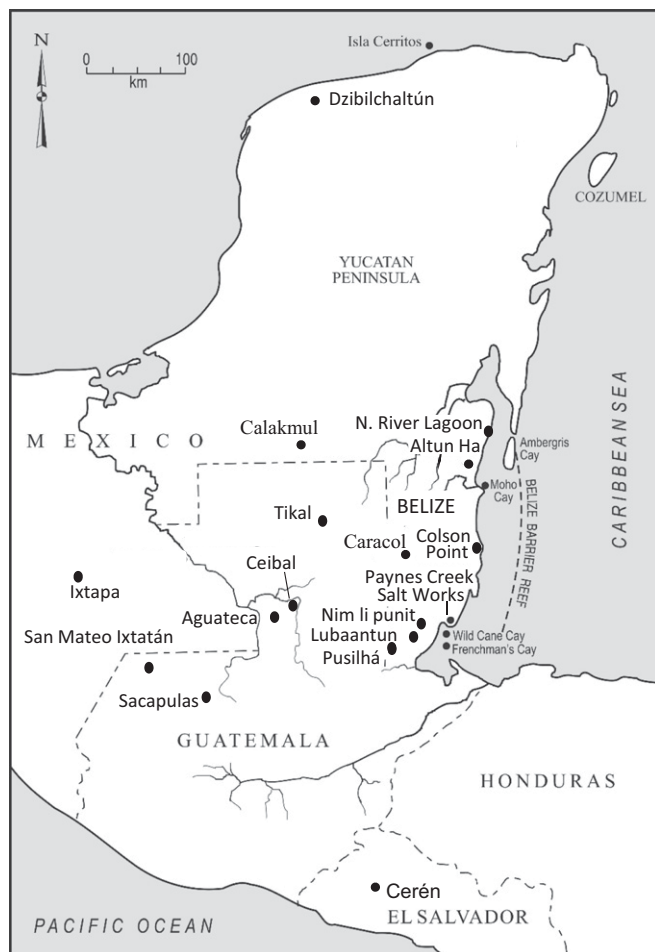 Isla Cerritos
N
0 100
km
Dzibilchaltún
COZUMEL
YUCATAN
PENINSULA
CARIBBEANSEA
N. River Lagoon
Calakmul
MEXICO
Altun Ha
Ambergris
Cay
Moho
Cay
BELIZE
BELIZE BARRIER REEF
Tikal
Caracol
Colson
Point
Ceibal
Paynes Creek
Salt Works
Ixtapa
Nim li punit
Aguateca
Lubaantun
Wild Cane Cay
San Mateo Ixtatán
Pusilhá
Frenchman's Cay
Sacapulas
GUATEMALA
HONDURAS
Cerén
EL SALVADOR
PACIFIC OCEAN